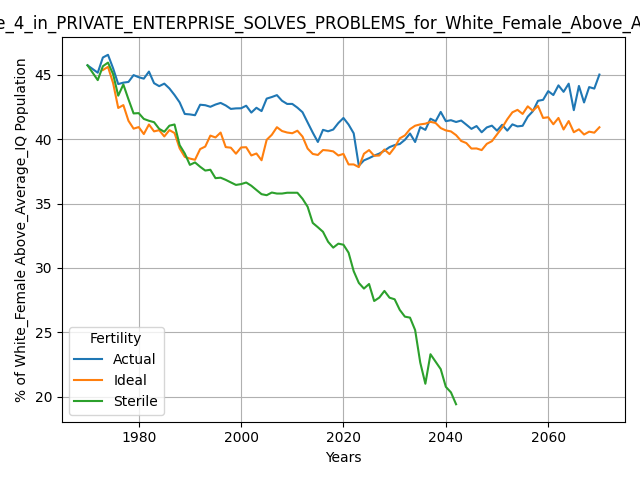 e_4_in_PRIVATE_ENTERPRISE_SOLVES_PROBLEMS_for_White_Female_Above_A
% of White_Female Above_Average_IQ Population
45
40
35
30
25
20
Fertility
Actual
Ideal
Sterile
1980 2000 2020 2040 2060
Years